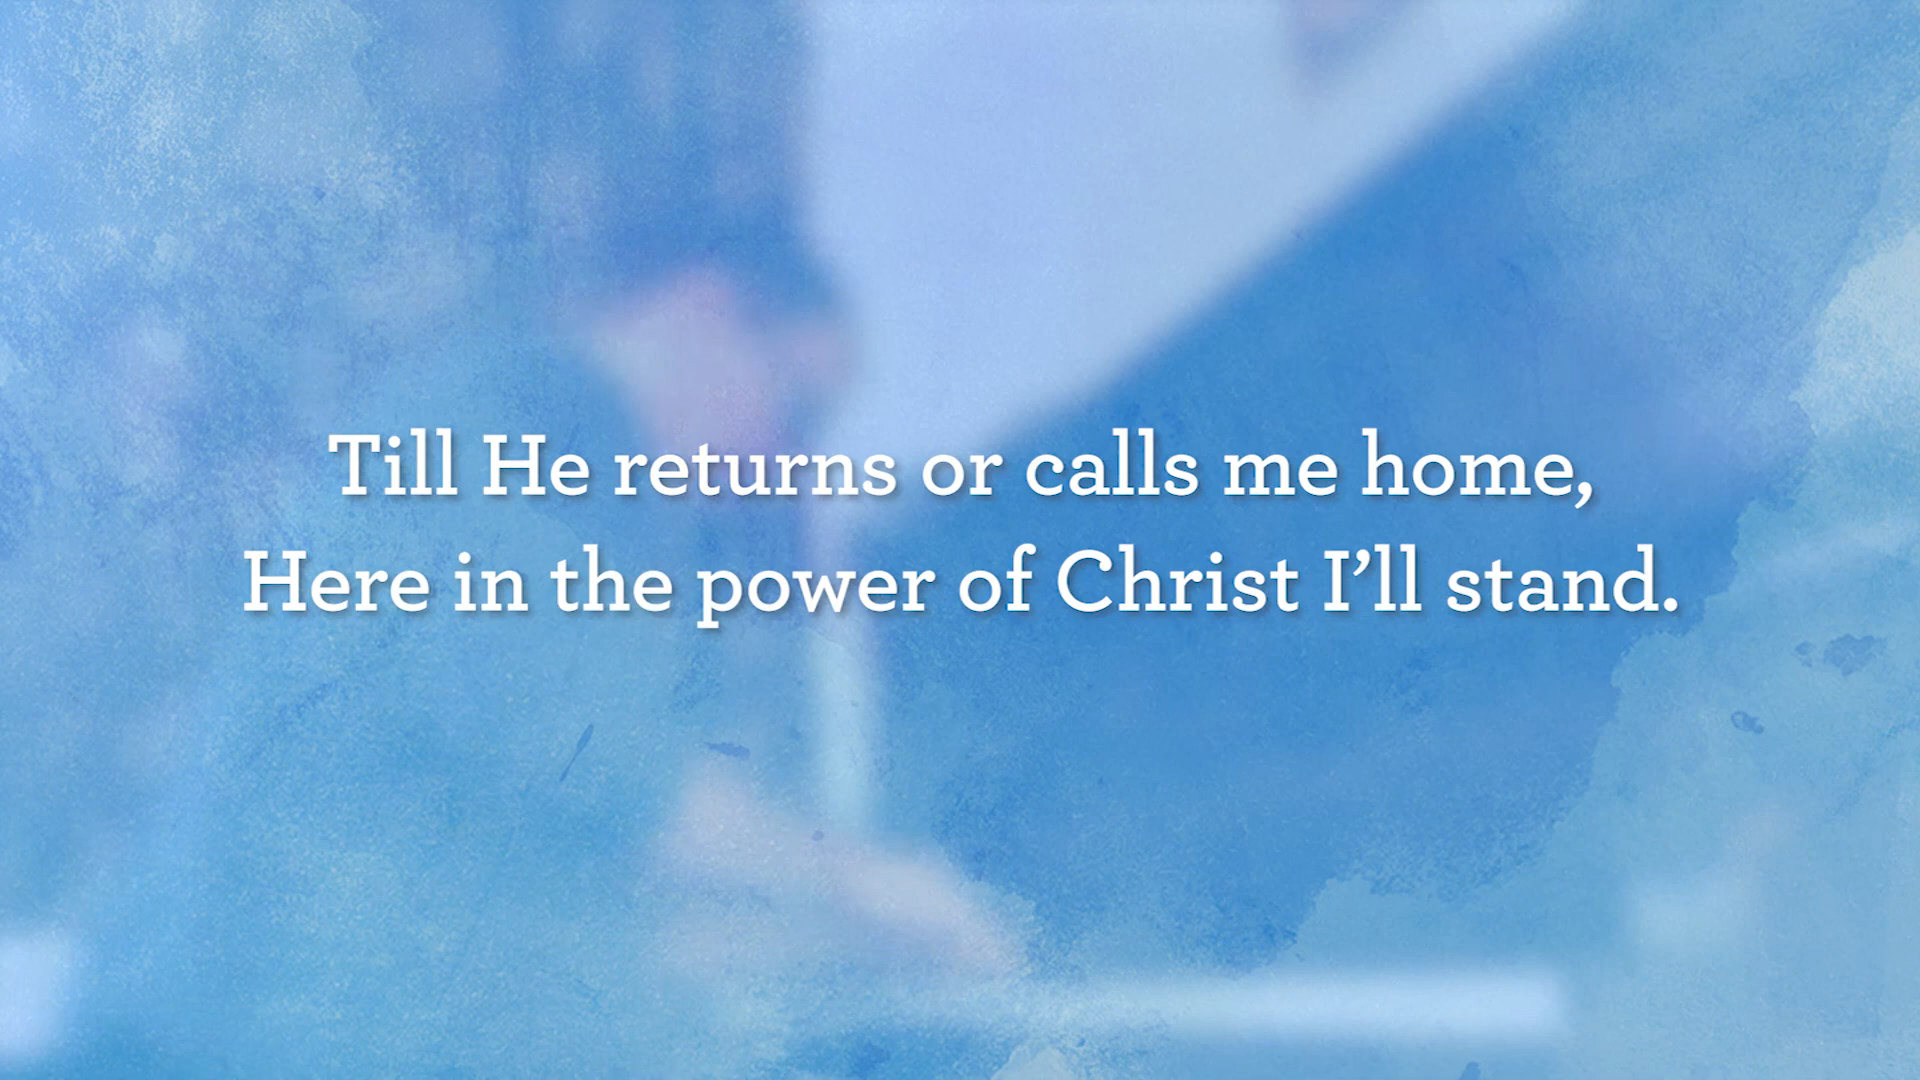 Till He returns or calls me home,
Here in the power of Christ I’ll stand.